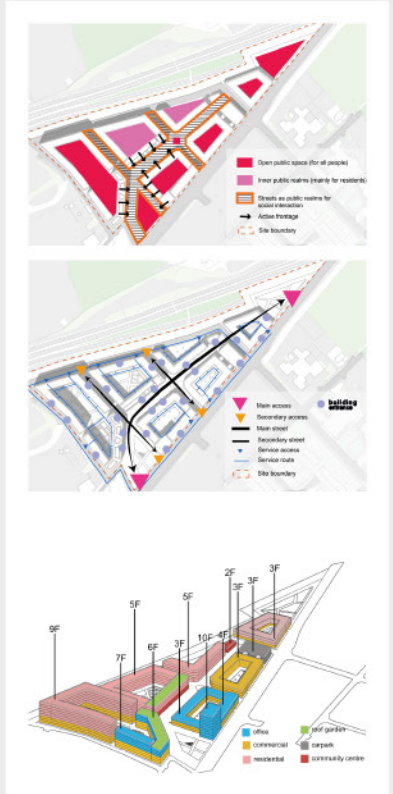 Open public space (for all people)
Inner public realms (mainly for residents)
Streets as public realms for
social interaction
Active frontage
Site boundary
Main access
Secondary access
Main street
Secondary street
Service access
Service route
Site boundary
building
entrance
3F
2F
3F
3F
5F
5F
9F
7F
6F
3F
10F
4F
office
commercial
residential
roof garden
carpark
community centre